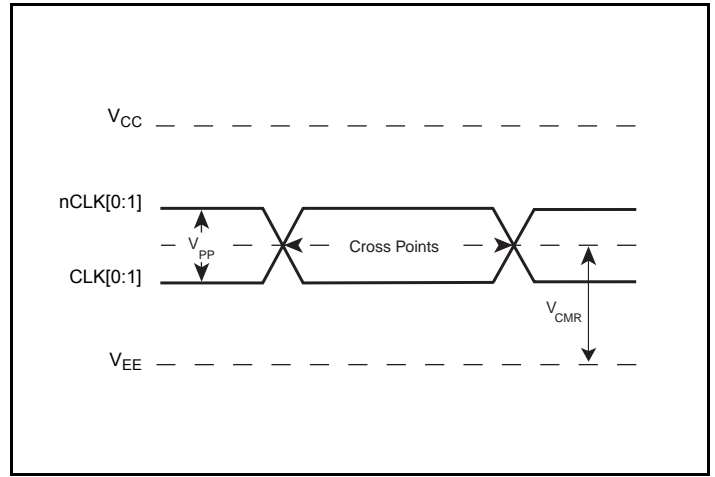 VCC
nCLK[0:1]
VPP
Cross Points
CLK[0:1]
VCMR
VEE